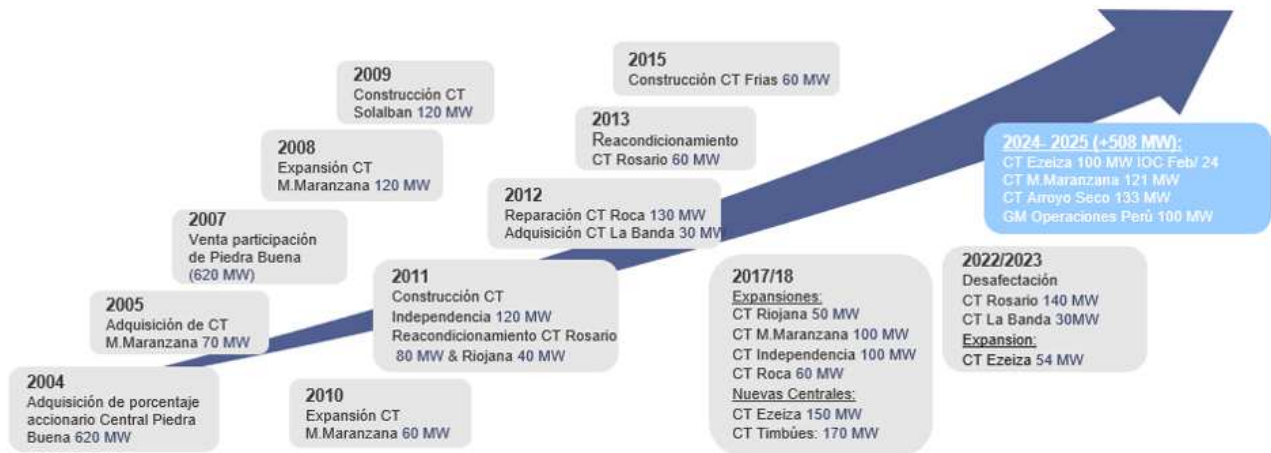 2004
Adquisición de porcentaje
accionario Central Piedra
Buena 620 MW
2005
Adquisición de CT
M.Maranzana 70 MW
2007
Venta participación
de Piedra Buena
(620 MW)
2008
Expansión CT
M.Maranzana 120 MW
2009
Construcción CT
Solalban 120 MW
2010
Expansión CT
M.Maranzana 60 MW
2011
Construcción CT
Independencia 120 MW
Reacondicionamiento CT Rosario
80 MW & Riojana 40 MW
2012
Reparación CT Roca 130 MW
Adquisición CT La Banda 30 MW
2013
Reacondicionamiento
CT Rosario 60 MW
2015
Construcción CT Frias 60 MW
2017/18
Expansiones:
CT Riojana 50 MW
CT M.Maranzana 100 MW
CT Independencia 100 MW
CT Roca 60 MW
Nuevas Centrales:
CT Ezeiza 150 MW
CT Timbúes: 170 MW
2022/2023
Desafectación
CT Rosario 140 MW
CT La Banda 30MW
Expansion:
CT Ezeiza 54 MW
2024- 2025 (+508 MW):
CT Ezeiza 100 MW IOC Feb/ 24
CT M.Maranzana 121 MW
CT Arroyo Seco 133 MW
GM Operaciones Perú 100 MW